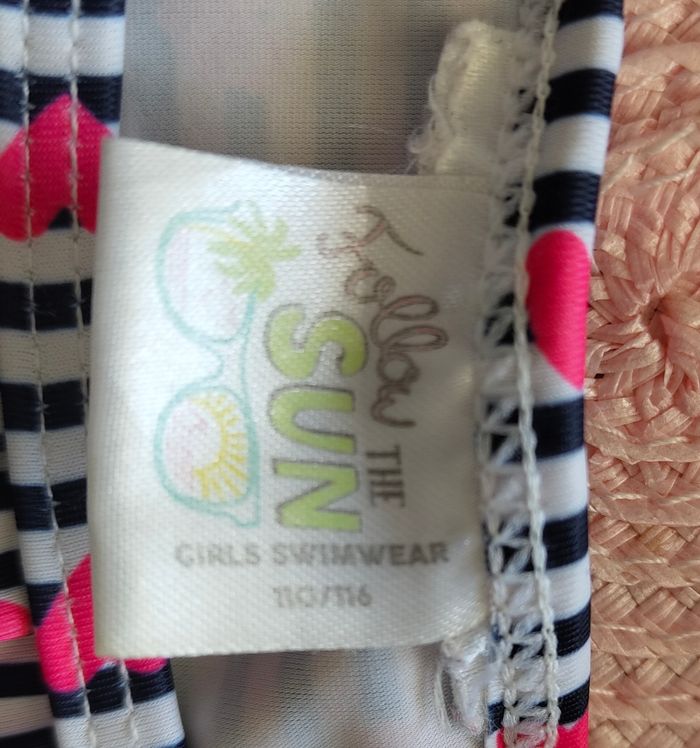 Follow
THE
SUN
GIRLS SWIMWEAR
110/116